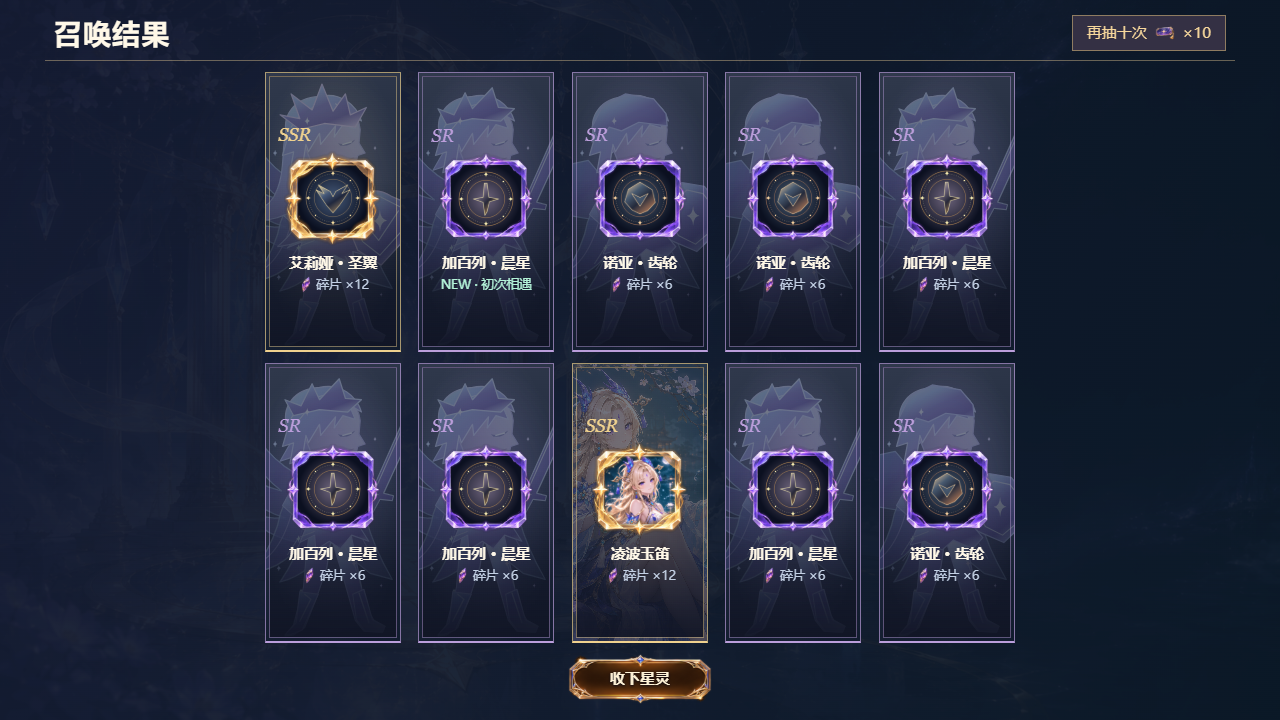 召唤结果
再抽十次 ×10
SSR
艾莉娅·圣翼
碎片 ×12
SR
加百列·晨星
NEW · 初次相遇
SR
诺亚·齿轮
碎片 ×6
SR
诺亚·齿轮
碎片 ×6
SR
加百列·晨星
碎片 ×6
SR
加百列·晨星
碎片 ×6
SR
加百列·晨星
碎片 ×6
SSR
凌波玉笛
碎片 ×12
SR
加百列·晨星
碎片 ×6
SR
诺亚·齿轮
碎片 ×6
收下星灵